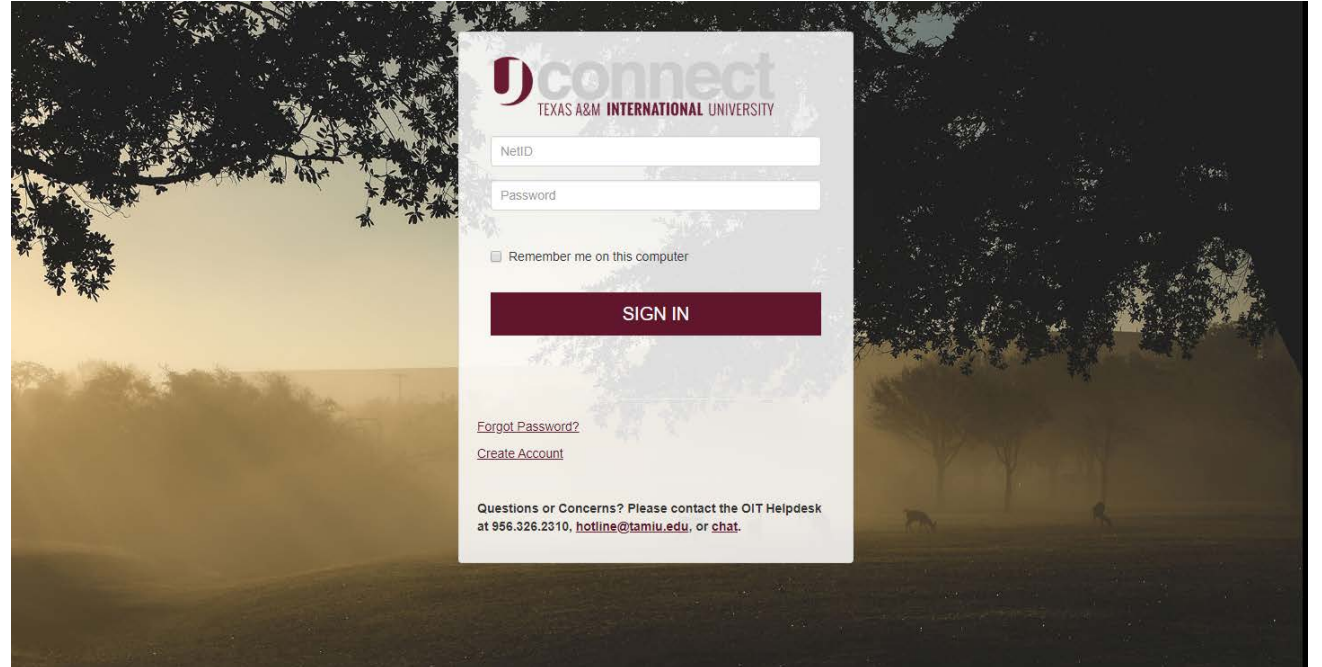 Uconnect
TEXAS A&M INTERNATIONAL UNIVERSITY
NetID
Password
Remember me on this computer
SIGN IN
Forgot Password?
Create Account
Questions or Concerns? Please contact the OIT Helpdesk
at 956.326.2310, hotline@tamiu.edu, or chat.